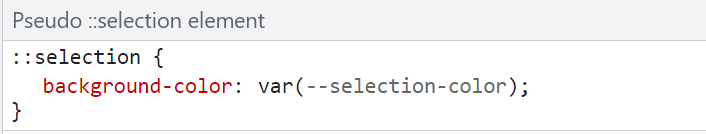 Pseudo ::selection element
::selection {
background-color: var(--selection-color);
}